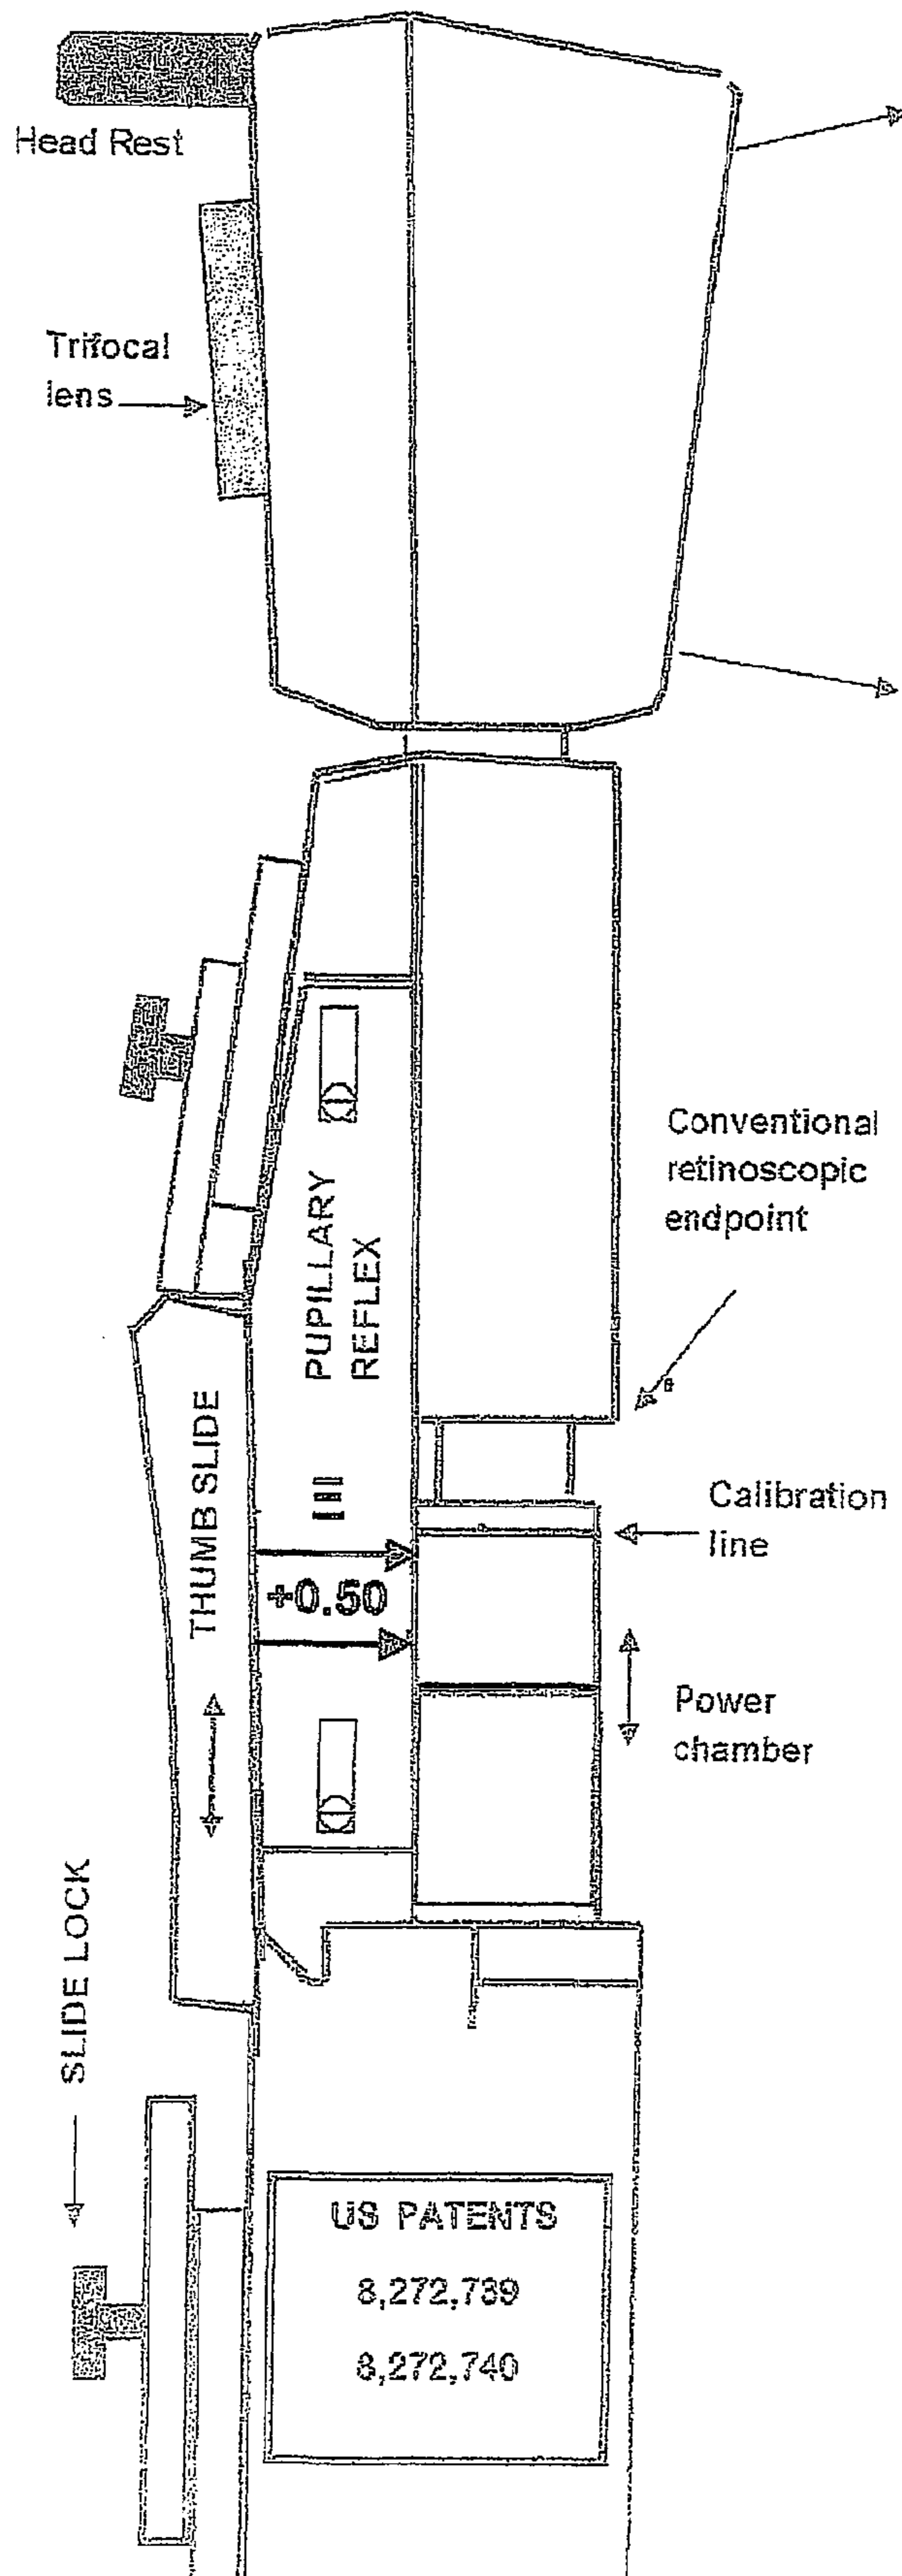 Head Rest
Trifocal
lens
Conventional
retinoscopic
endpoint
PUPILLARY
REFLEX
THUMB SLIDE
Calibration
line
+0.50
Power
chamber
SLIDE LOCK
US PATENTS
8,272,739
8,272,740